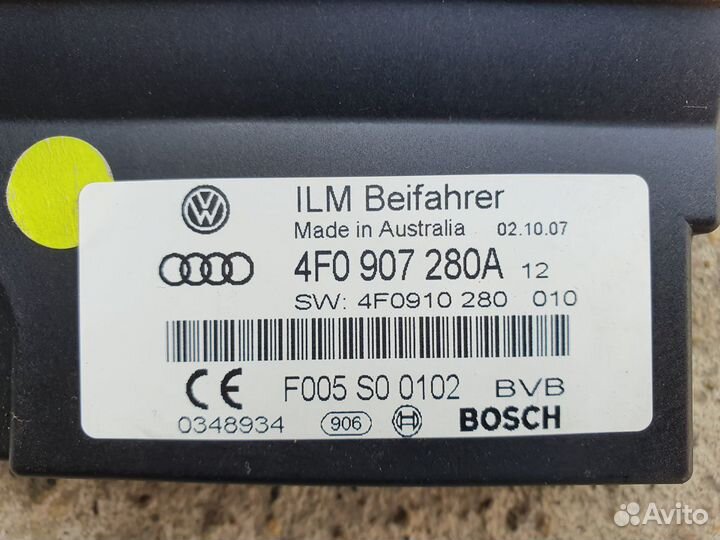 ILM Beifahrer
Made in Australia 02.10.07
4F0 907 280A 12
SW: 4F0910 280 010
CE F005 S0 0102 BVB
0348934 906 BOSCH
Avito